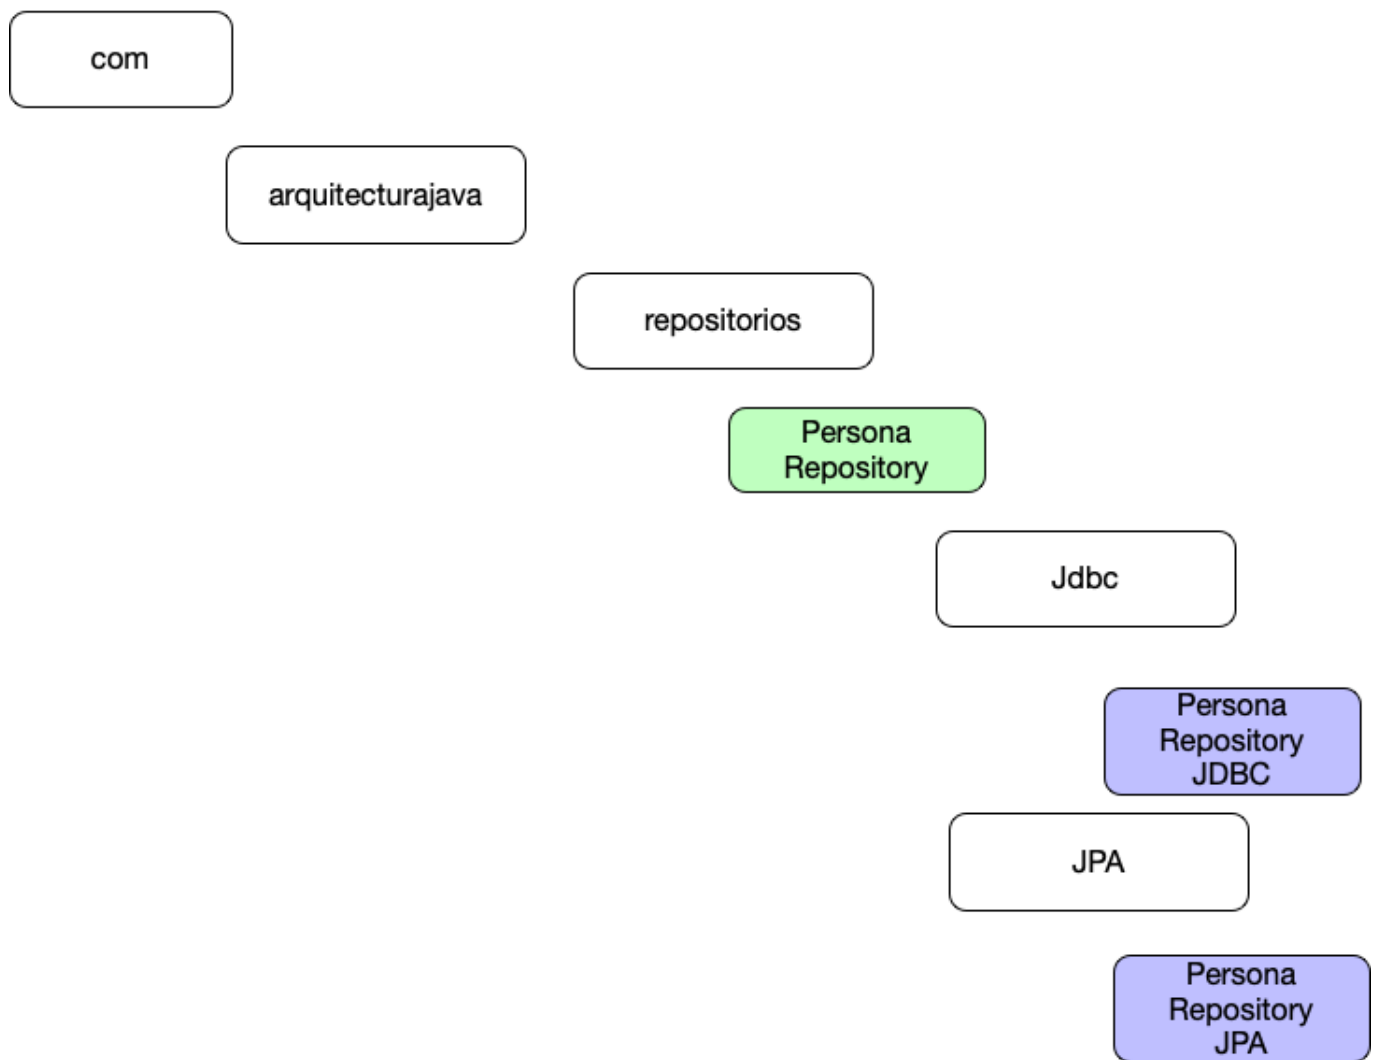 com
arquitecturajava
repositorios
Persona
Repository
Jdbc
Persona
Repository
JDBC
JPA
Persona
Repository
JPA